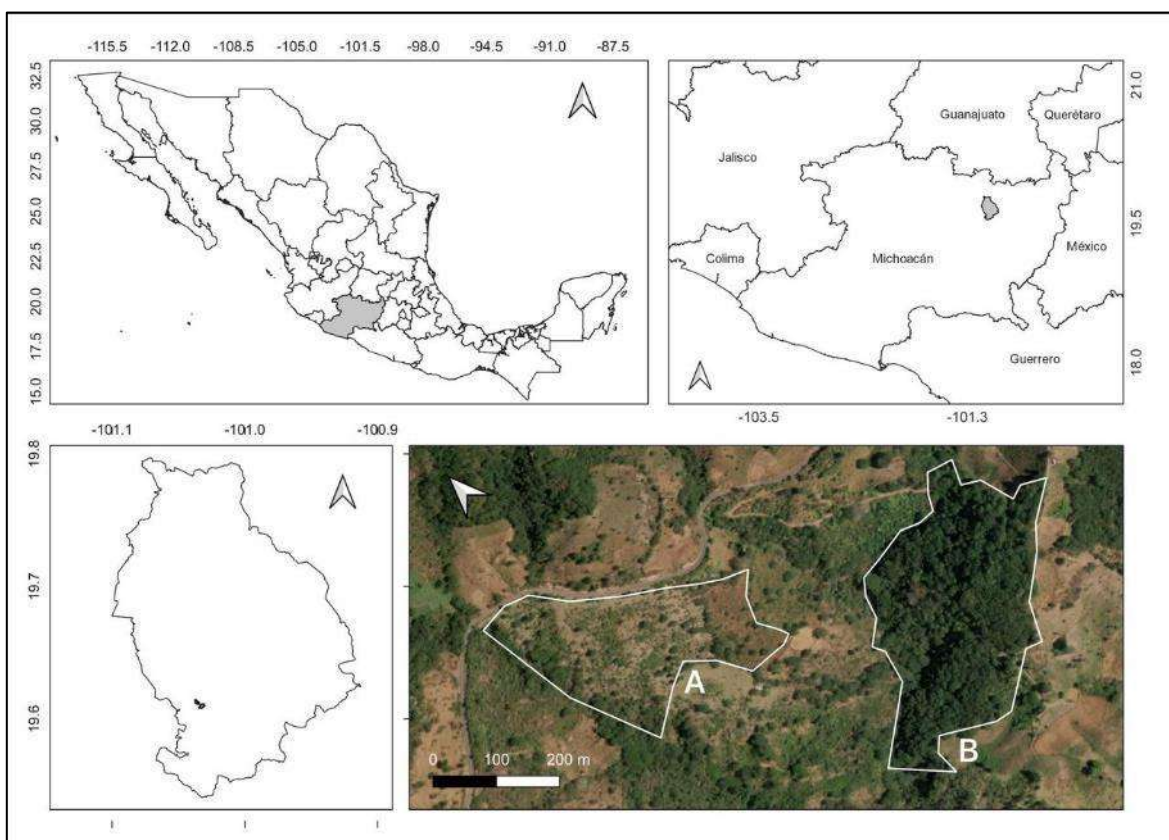 -115.5 -112.0 -108.5 -105.0 -101.5 -98.0 -94.5 -91.0 -87.5
32.5
30.0
27.5
25.0
22.5
20.0
17.5
15.0
Guanajuato
Querétaro
Jalisco
Colima
Michoacán
México
Guerrero
21.0
19.5
18.0
-103.5 -101.3
-101.1 -101.0 -100.9
19.8
19.7
19.6
A
B
0 100 200 m